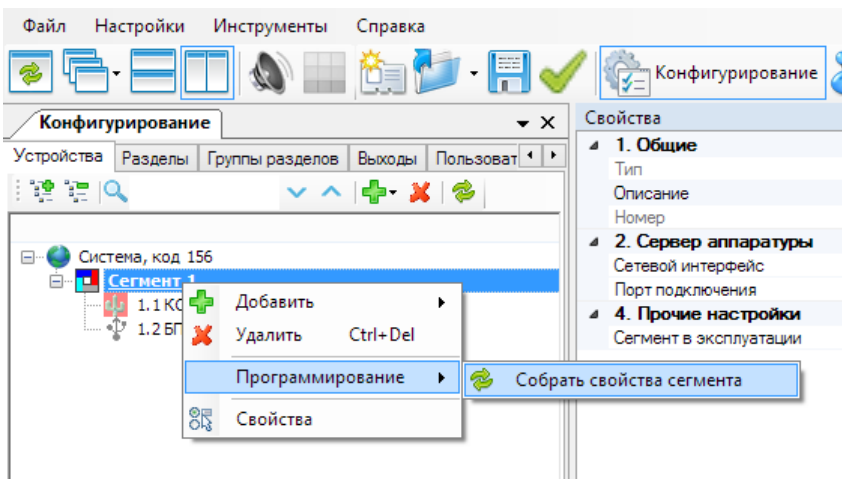 Файл Настройки Инструменты Справка
Конфигурирование
Конфигурирование
Свойства
Устройства Разделы Группы разделов Выходы Пользоват
1. Общие
Тип
Описание
Номер
2. Сервер аппаратуры
Сетевой интерфейс
Порт подключения
4. Прочие настройки
Сегмент в эксплуатации
Система, код 156
Сегмент 1
1.1
1.2 БП
Добавить
Удалить Ctrl+Del
Программирование
Собрать свойства сегмента
Свойства